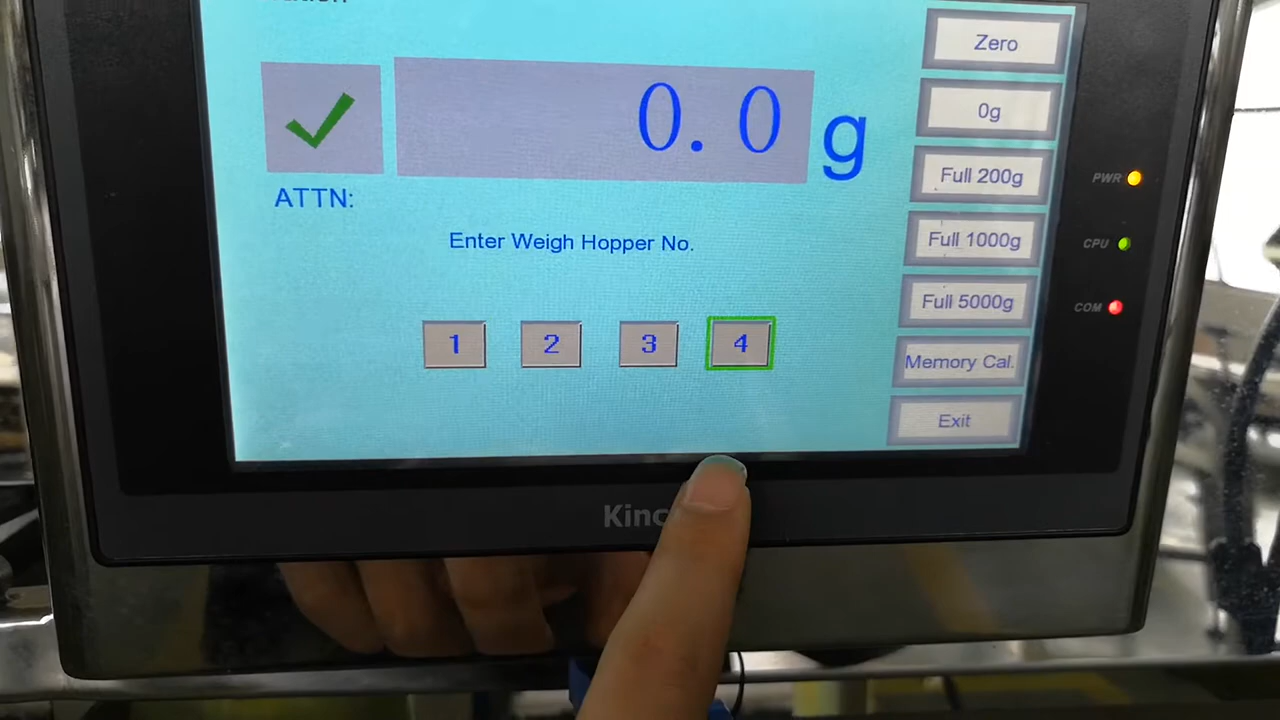 Zero
0.0 g
0g
Full 200g
ATTN:
Enter Weigh Hopper No.
Full 1000g
Full 5000g
1 2 3 4
Memory Cal.
Exit
PWR
CPU
COM